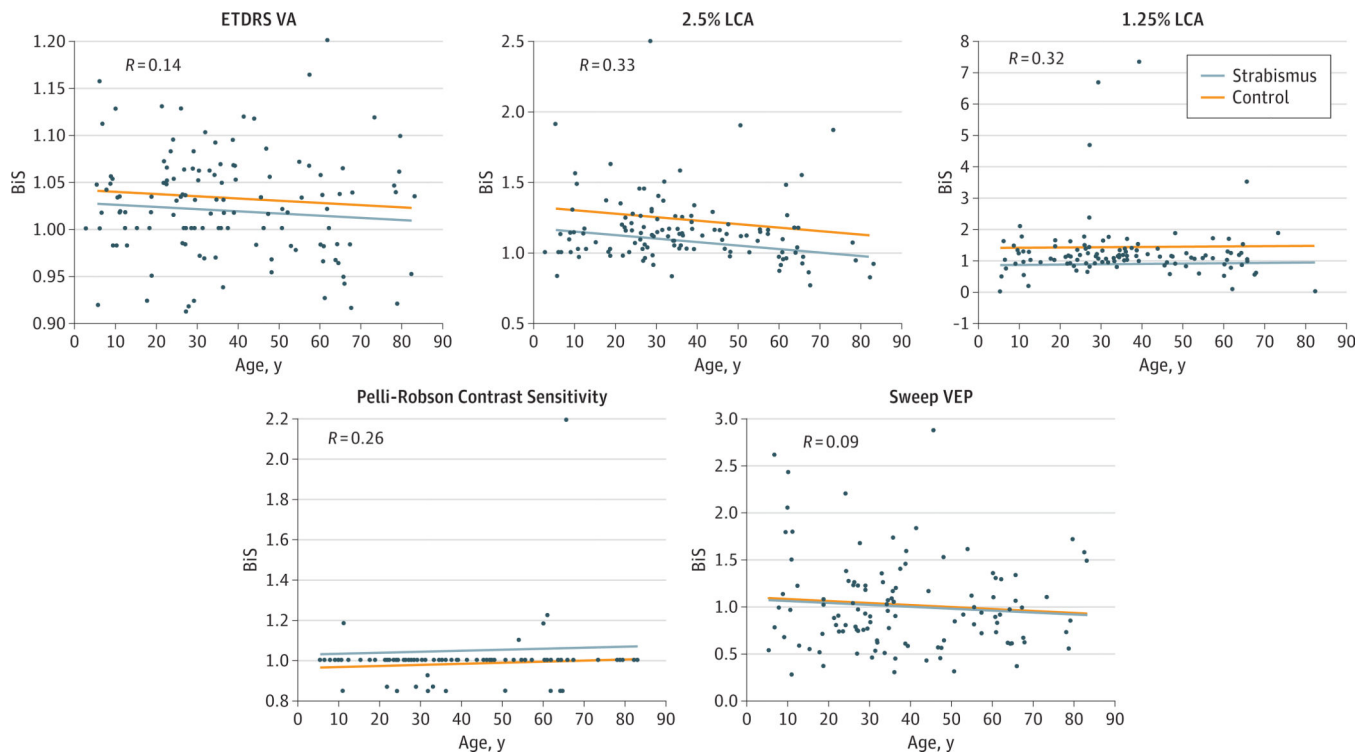 ETDRS VA
R=0.14
BiS
1.20
1.15
1.10
1.05
1.00
0.95
0.90
0 10 20 30 40 50 60 70 80 90
Age, y
2.5% LCA
R=0.33
BiS
2.5
2.0
1.5
1.0
0.5
0 10 20 30 40 50 60 70 80 90
Age, y
1.25% LCA
R=0.32
Strabismus
Control
BiS
8
7
6
5
4
3
2
1
0
-1
0 10 20 30 40 50 60 70 80 90
Age, y
Pelli-Robson Contrast Sensitivity
R=0.26
BiS
2.2
2.0
1.8
1.6
1.4
1.2
1.0
0.8
0 10 20 30 40 50 60 70 80 90
Age, y
Sweep VEP
R=0.09
BiS
3.0
2.5
2.0
1.5
1.0
0.5
0.0
0 10 20 30 40 50 60 70 80 90
Age, y